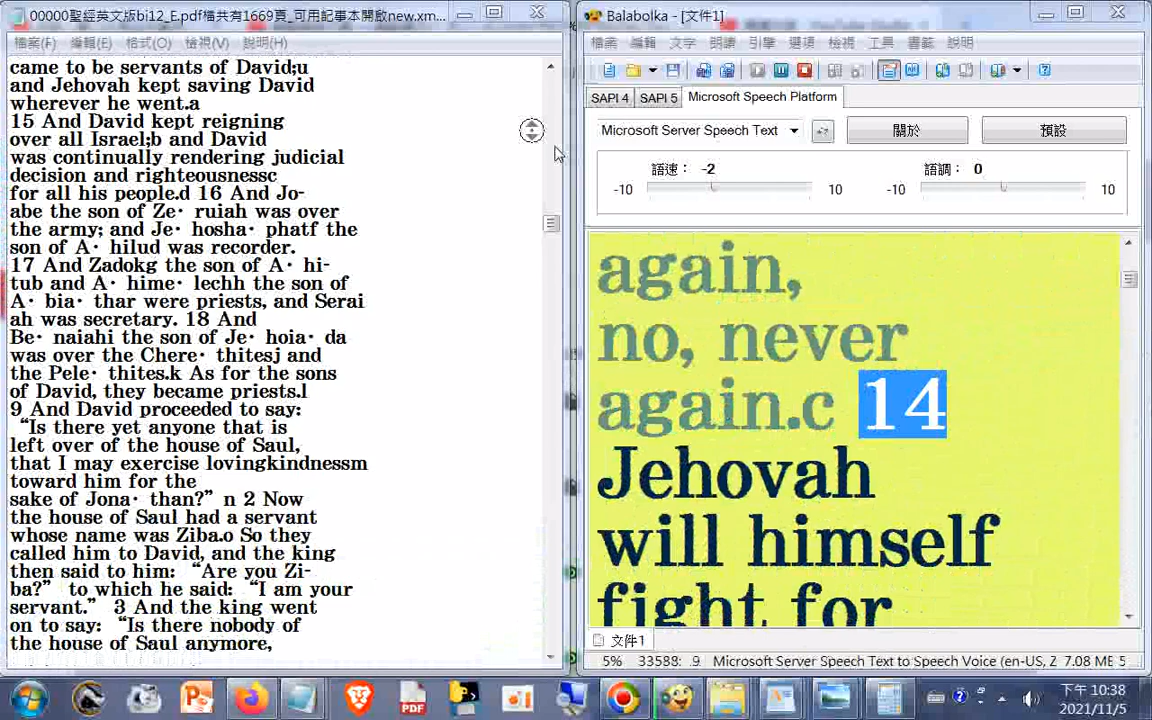 00000聖經英文版bi12_E.pdf檔共有1669頁_可用記事本開啟new.xm...
檔案(F) 編輯(E) 格式(O) 檢視(V) 說明(H)
came to be servants of David;u
and Jehovah kept saving David
wherever he went.a
15 And David kept reigning
over all Israel;b and David
was continually rendering judicial
decision and righteousnessc
for all his people.d 16 And Jo-
abe the son of Ze· ruiah was over
the army; and Je· hosha· phatf the
son of A· hilud was recorder.
17 And Zadokg the son of A· hi-
tub and A· hime· lechh the son of
A· bia· thar were priests, and Serai
ah was secretary. 18 And
Be· naiahi the son of Je· hoia· da
was over the Chere· thitesj and
the Pele· thites.k As for the sons
of David, they became priests.l
9 And David proceeded to say:
“Is there yet anyone that is
left over of the house of Saul,
that I may exercise lovingkindnessm
toward him for the
sake of Jona· than?” n 2 Now
the house of Saul had a servant
whose name was Ziba.o So they
called him to David, and the king
then said to him: “Are you Zi-
ba?” to which he said: “I am your
servant.” 3 And the king went
on to say: “Is there nobody of
the house of Saul anymore,
Balabolka - [文件1]
檔案 編輯 文字 朗讀 引擎 選項 檢視 工具 書籤 說明
SAPI 4 SAPI 5 Microsoft Speech Platform
Microsoft Server Speech Text 關於 預設
語速： -2 語調： 0
-10 10 -10 10
again,
no, never
again.c 14
Jehovah
will himself
fight for
文件1
5% 33588: .9 Microsoft Server Speech Text to Speech Voice (en-US, Z 7.08 ME 5
下午 10:38
2021/11/5